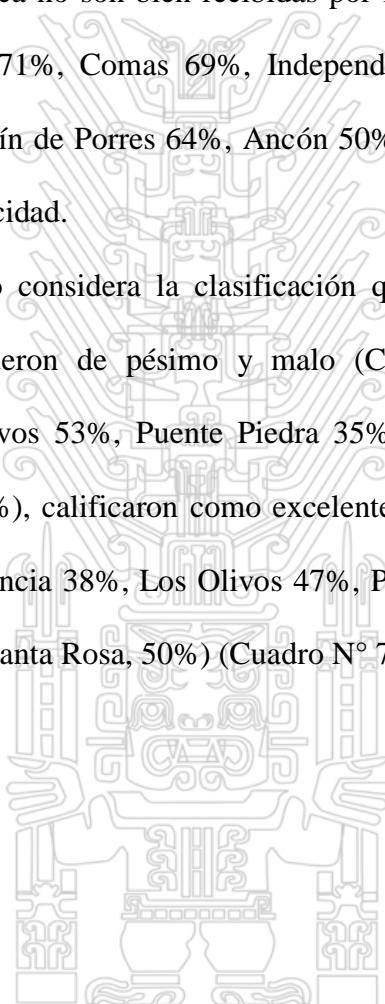 no son bien recibidas por
71%, Comas 69%, Independ
ín de Porres 64%, Ancón 50%
cidad.
o considera la clasificación q
eron de pésimo y malo (C
vos 53%, Puente Piedra 35%
%), calificaron como excelente
ncia 38%, Los Olivos 47%, P
anta Rosa, 50%) (Cuadro N° 7